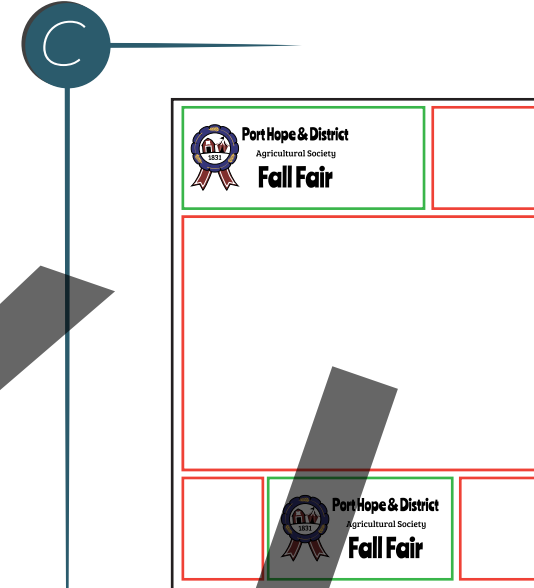 C
Port Hope & District
Agricultural Society
Fall Fair
1831
Port Hope & District
Agricultural Society
Fall Fair
1831